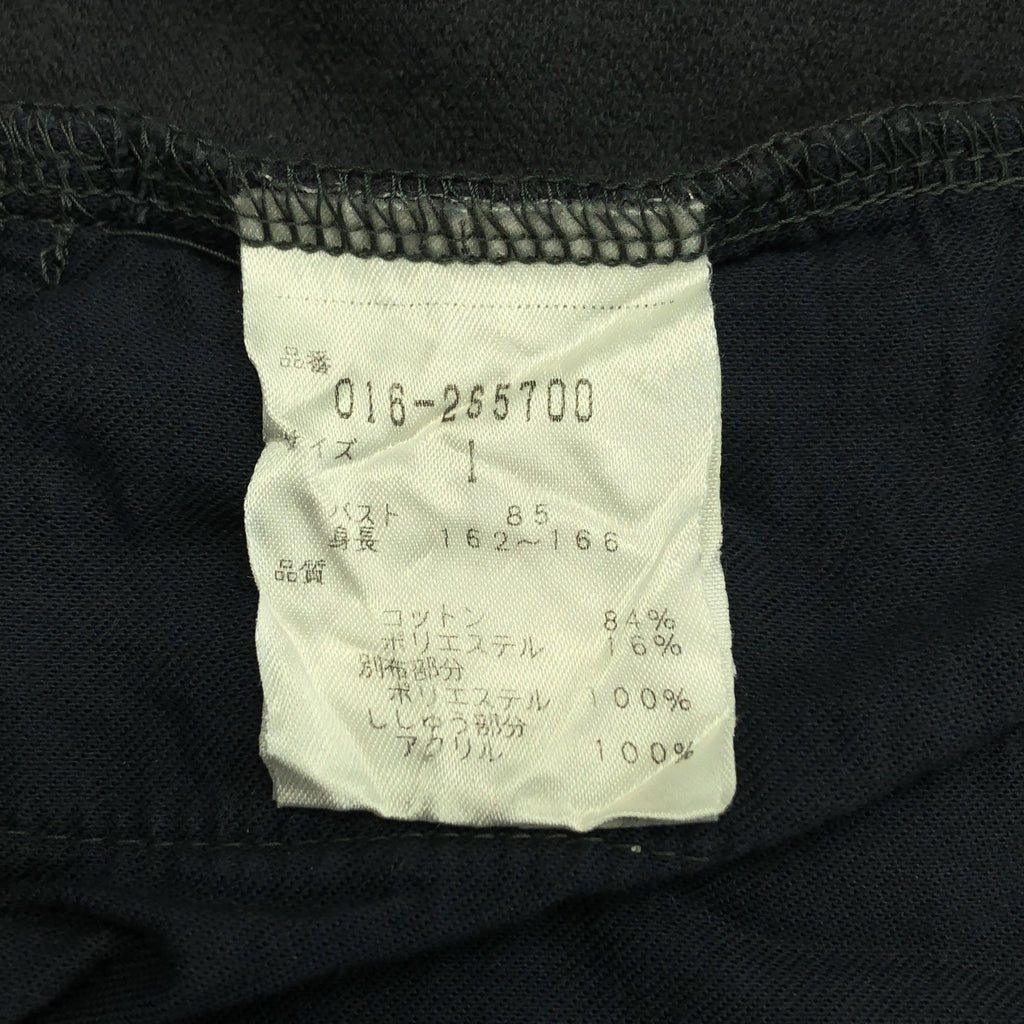 品番
016-265700
サイズ 1
バスト 85
身長 162~166
品質
コットン 84%
ポリエステル 16%
別布部分
ポリエステル 100%
ししゅう部分
アクリル 100%